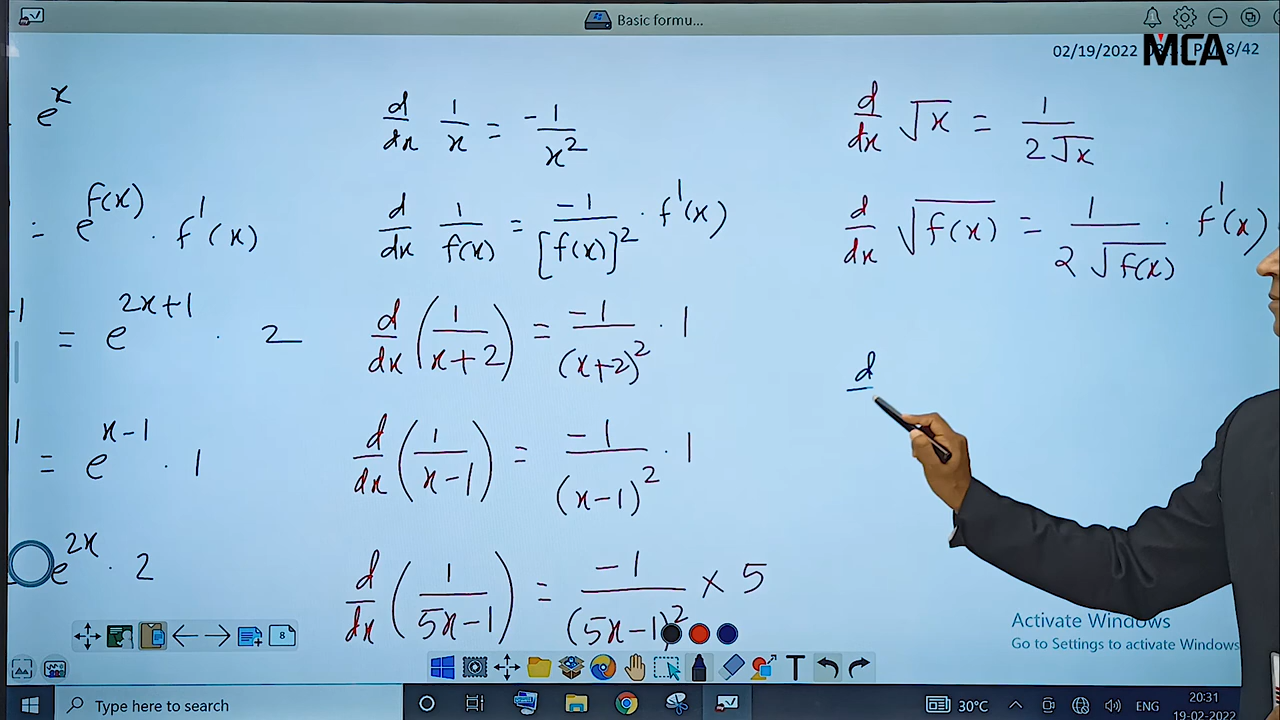 Basic formu...
02/19/2022
8/42
MCA
e^x
= e^{f(x)} · f'(x)
-1 = e^{2x+1} · 2
1 = e^{x-1} · 1
e^{2x} · 2
d/dx 1/x = -1/x^2
d/dx 1/f(x) = -1/[f(x)]^2 · f'(x)
d/dx (1/(x+2)) = -1/(x+2)^2 · 1
d/dx (1/(x-1)) = -1/(x-1)^2 · 1
d/dx (1/(5x-1)) = -1/(5x-1)^2 × 5
d/dx √x = 1/(2√x)
d/dx √f(x) = 1/(2√f(x)) · f'(x)
d
Activate Windows
Go to Settings to activate Windows
8
T
Type here to search
30°C
ENG
20:31
19-02-2022